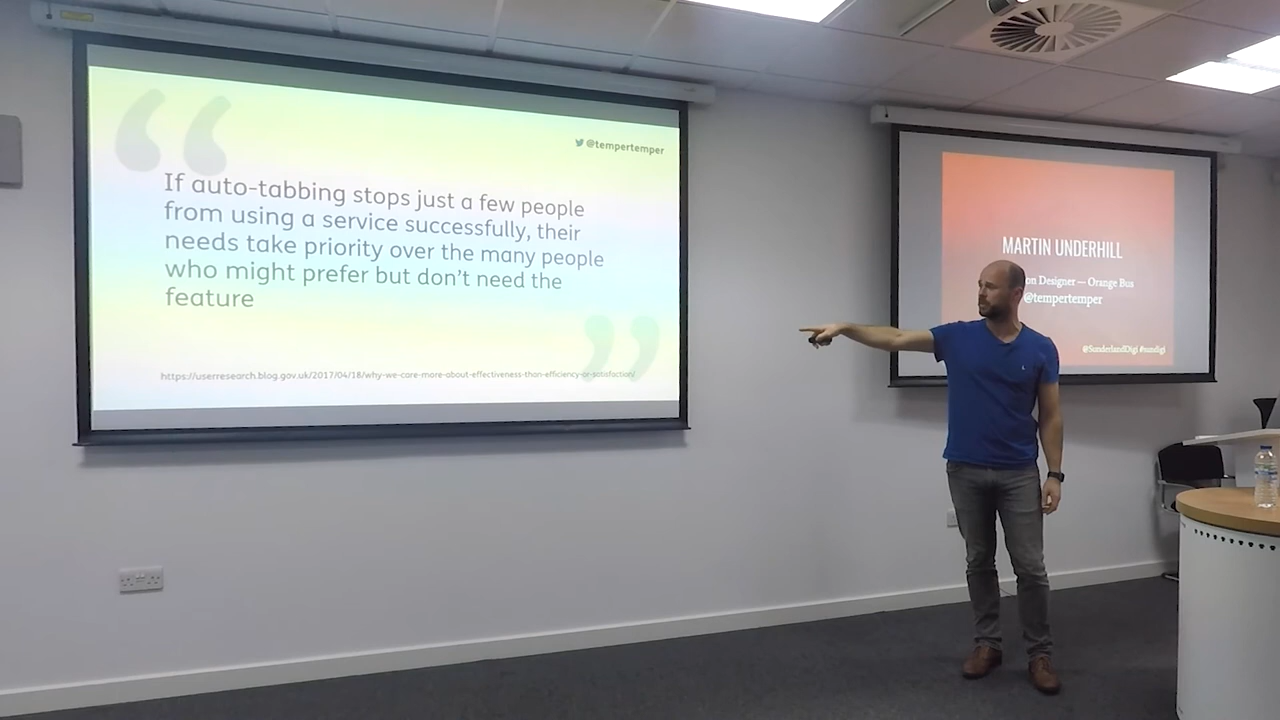 @tempertemper
If auto-tabbing stops just a few people
from using a service successfully, their
needs take priority over the many people
who might prefer but don't need the
feature
https://userresearch.blog.gov.uk/2017/04/18/why-we-care-more-about-effectiveness-than-efficiency-or-satisfaction/
MARTIN UNDERHILL
Designer — Orange Bus
@tempertemper
@SunderlandDigi #sundigi